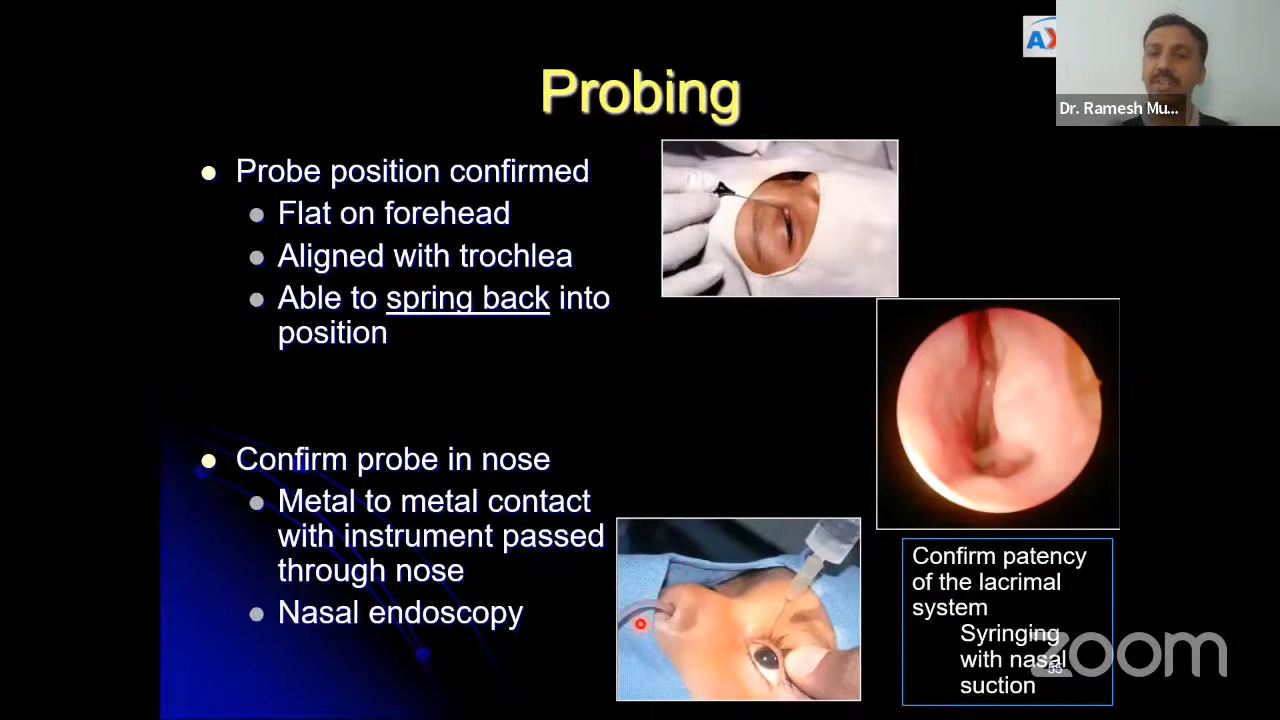 AX
Dr. Ramesh Mu...
Probing
Probe position confirmed
Flat on forehead
Aligned with trochlea
Able to spring back into
position
Confirm probe in nose
Metal to metal contact
with instrument passed
through nose
Nasal endoscopy
Confirm patency
of the lacrimal
system
Syringing
with nasal
suction
zoom
55